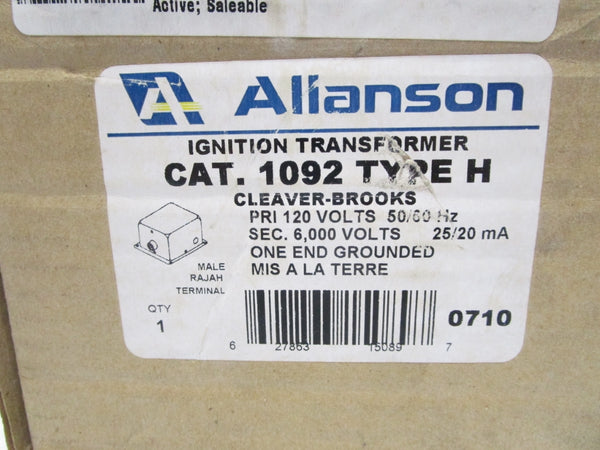 Active; Saleable
Allanson
IGNITION TRANSFORMER
CAT. 1092 TYPE H
CLEAVER-BROOKS
PRI 120 VOLTS 50/60 Hz
SEC. 6,000 VOLTS 25/20 mA
ONE END GROUNDED
MIS A LA TERRE
MALE
RAJAH
TERMINAL
QTY
1
0710
6 27863 15089 7